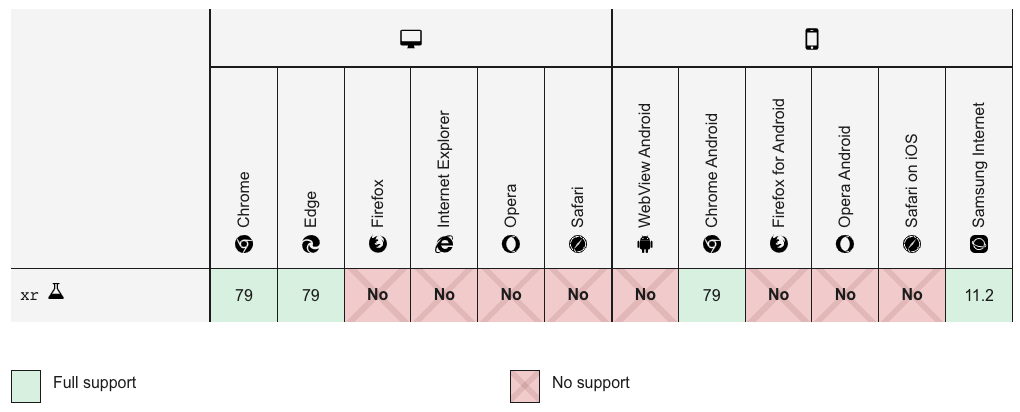 Chrome
Edge
Firefox
Internet Explorer
Opera
Safari
WebView Android
Chrome Android
Firefox for Android
Opera Android
Safari on iOS
Samsung Internet
xr 79 79 No No No No No 79 No No No 11.2
Full support No support